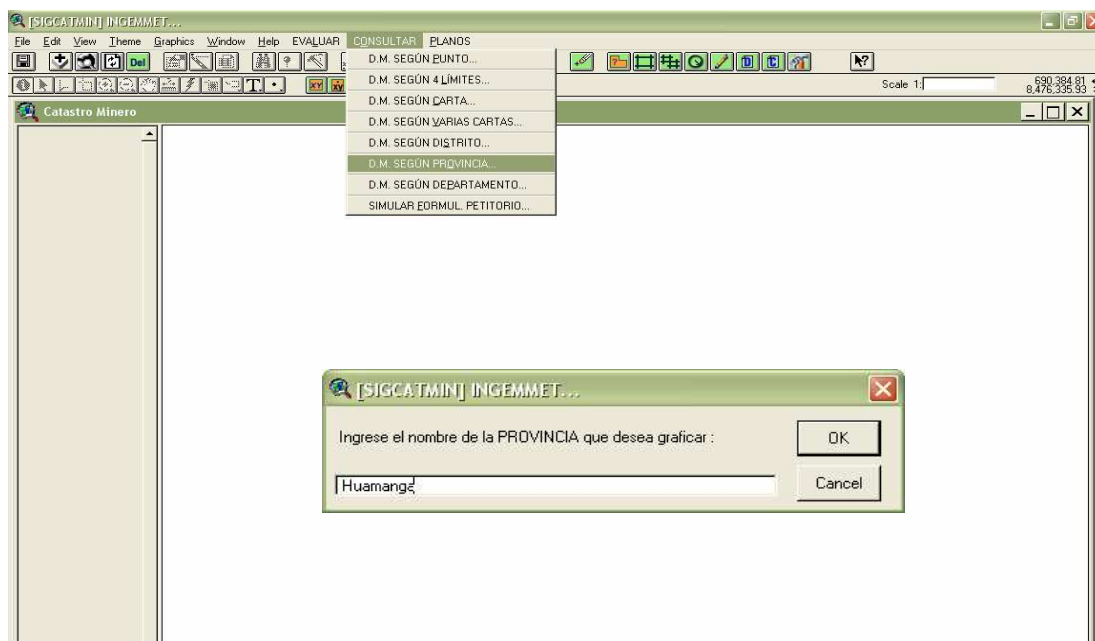 [SIGCATMIN] INGEMMET...
File Edit View Theme Graphics Window Help EVALUAR CONSULTAR PLANOS
Del
T
XY
Scale 1:
690,384.81
8,476,335.93
Catastro Minero
D.M. SEGÚN PUNTO...
D.M. SEGÚN 4 LÍMITES...
D.M. SEGÚN CARTA...
D.M. SEGÚN VARIAS CARTAS...
D.M. SEGÚN DISTRITO...
D.M. SEGÚN PROVINCIA...
D.M. SEGÚN DEPARTAMENTO...
SIMULAR FORMUL. PETITORIO...
[SIGCATMIN] INGEMMET...
Ingrese el nombre de la PROVINCIA que desea graficar :
OK
Huamanga
Cancel